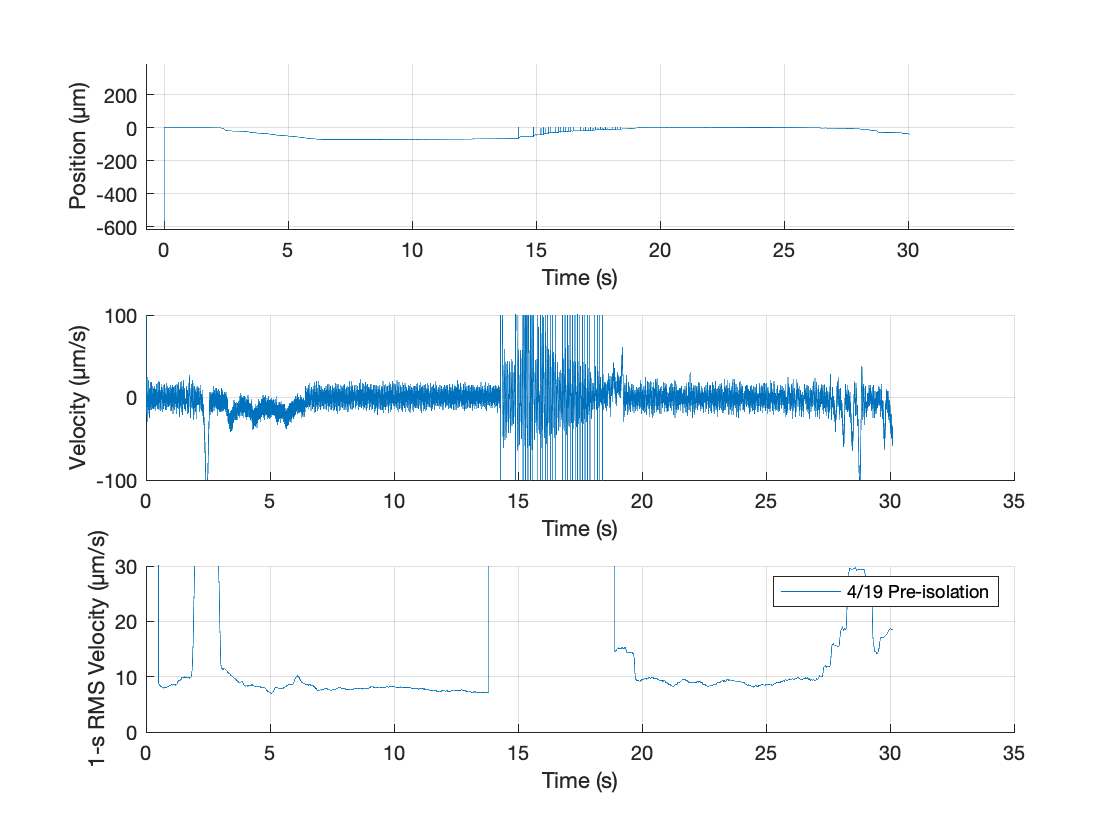 Position (µm)
200
0
-200
-400
-600
0 5 10 15 20 25 30
Time (s)
Velocity (µm/s)
100
0
-100
0 5 10 15 20 25 30 35
Time (s)
1-s RMS Velocity (µm/s)
30
20
10
0
4/19 Pre-isolation
0 5 10 15 20 25 30 35
Time (s)